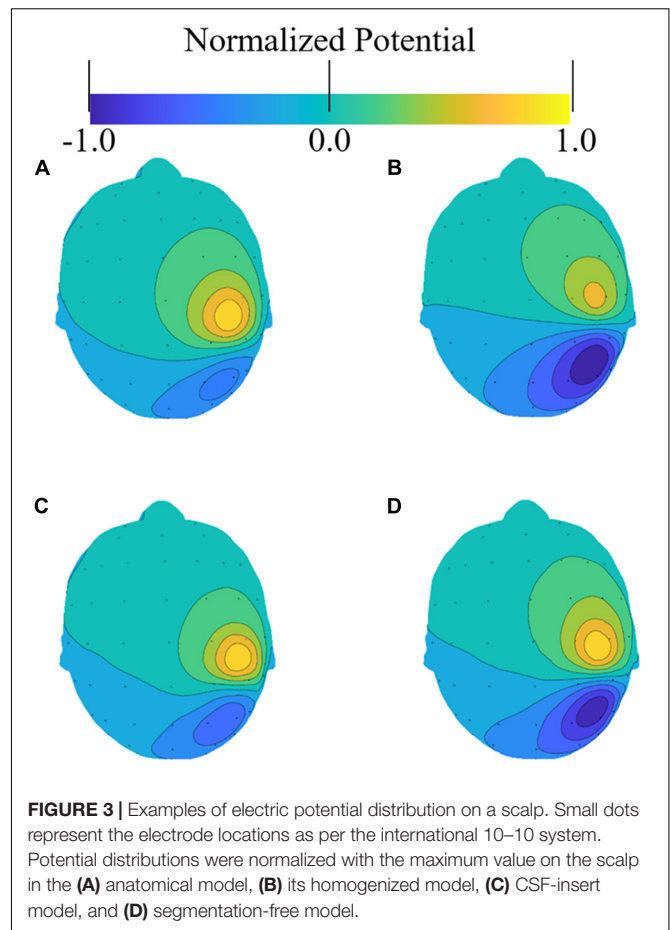 Normalized Potential
-1.0 0.0 1.0
A B
C D
FIGURE 3 | Examples of electric potential distribution on a scalp. Small dots
represent the electrode locations as per the international 10–10 system.
Potential distributions were normalized with the maximum value on the scalp
in the (A) anatomical model, (B) its homogenized model, (C) CSF-insert
model, and (D) segmentation-free model.